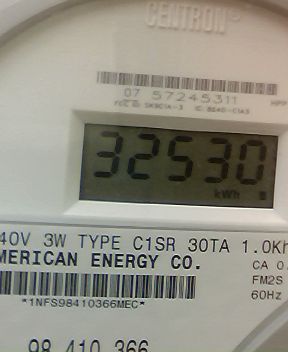 CENTRON
07 57245311
32530
kWh
40V 3W TYPE C1SR 30TA 1.0Kh
MERICAN ENERGY CO.
CA 0.
FM2S
*1NFS98410366MEC*
60Hz
98 410 366